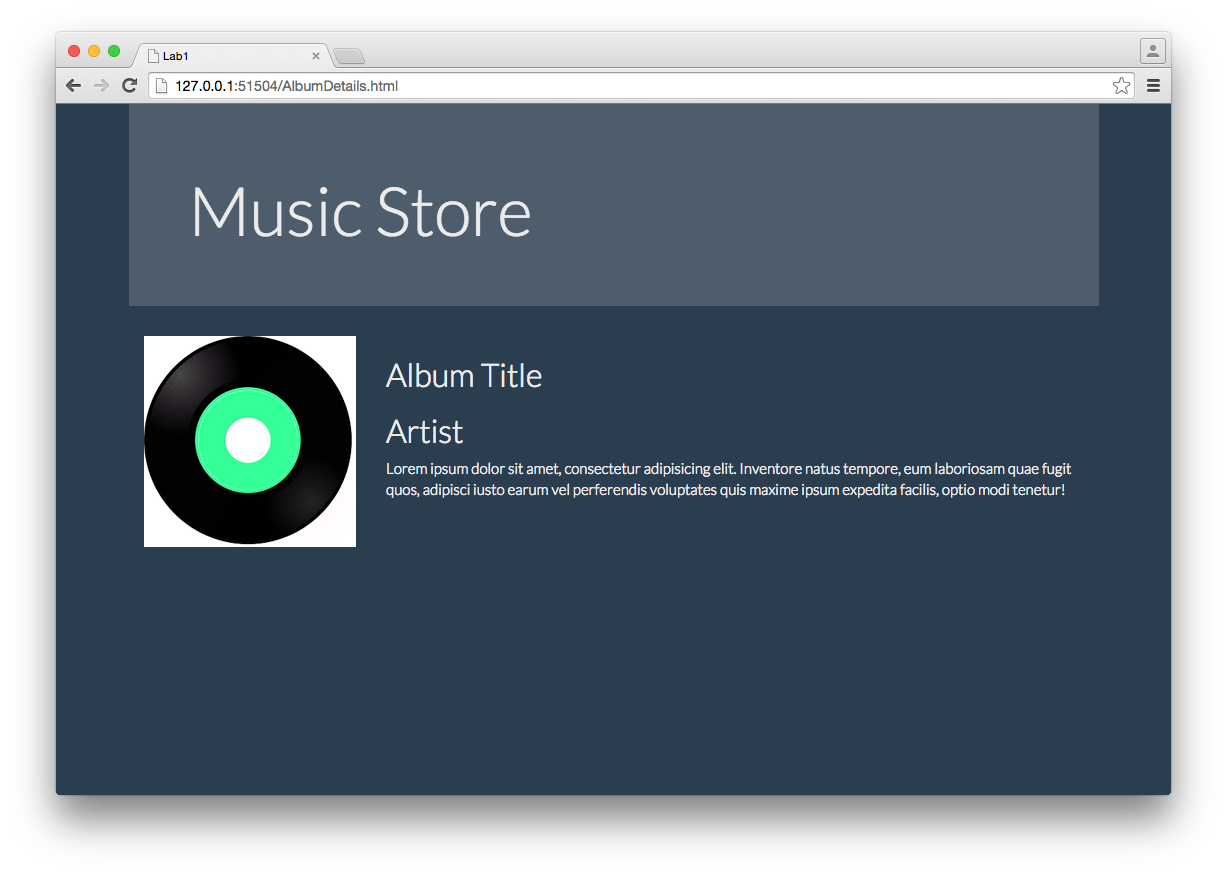 Lab1
127.0.0.1:51504/AlbumDetails.html
Music Store
Album Title
Artist
Lorem ipsum dolor sit amet, consectetur adipisicing elit. Inventore natus tempore, eum laboriosam quae fugit
quos, adipisci iusto earum vel perferendis voluptates quis maxime ipsum expedita facilis, optio modi tenetur!